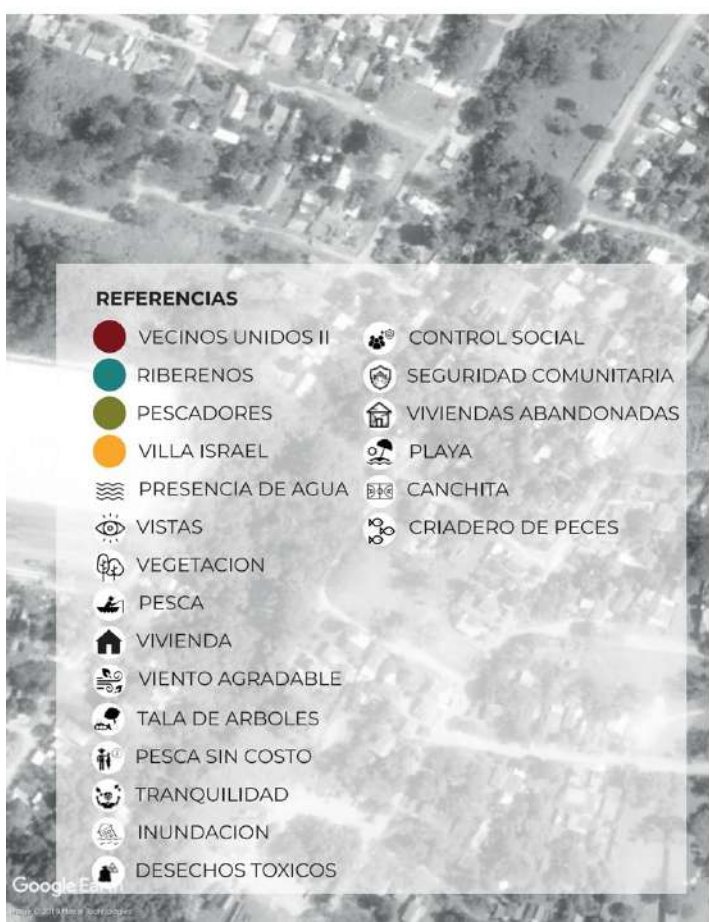 REFERENCIAS
VECINOS UNIDOS II
RIBERENOS
PESCADORES
VILLA ISRAEL
PRESENCIA DE AGUA
VISTAS
VEGETACION
PESCA
VIVIENDA
VIENTO AGRADABLE
TALA DE ARBOLES
PESCA SIN COSTO
TRANQUILIDAD
INUNDACION
DESECHOS TOXICOS
CONTROL SOCIAL
SEGURIDAD COMUNITARIA
VIVIENDAS ABANDONADAS
PLAYA
CANCHITA
CRIADERO DE PECES
Google Earth